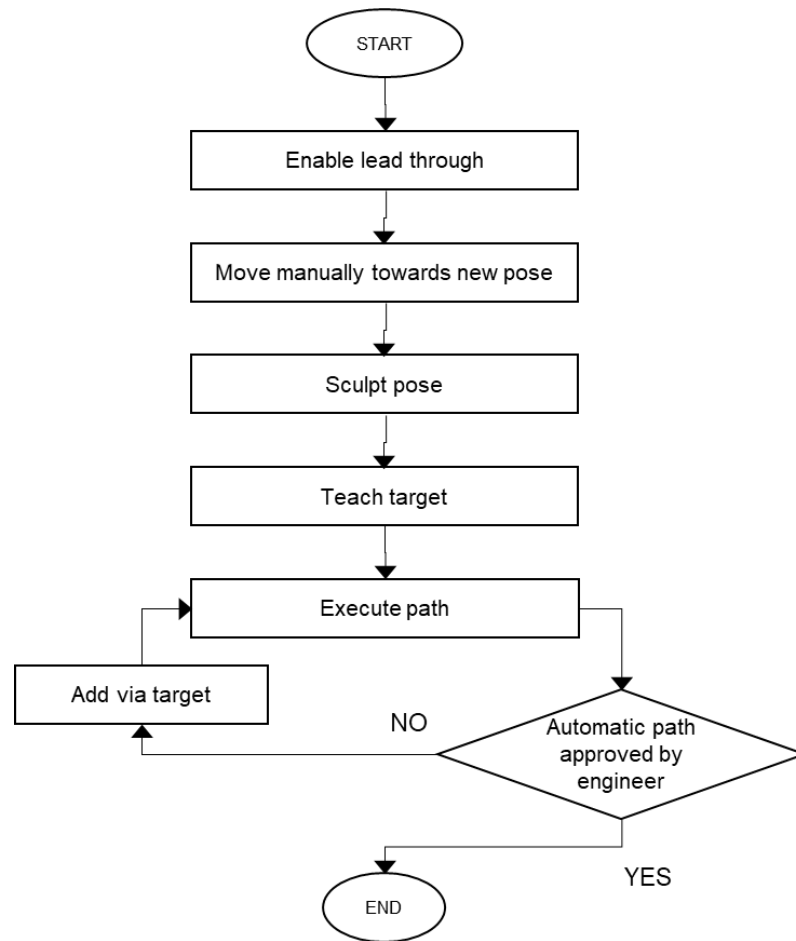 START
Enable lead through
Move manually towards new pose
Sculpt pose
Teach target
Execute path
Add via target
NO
Automatic path
approved by
engineer
YES
END